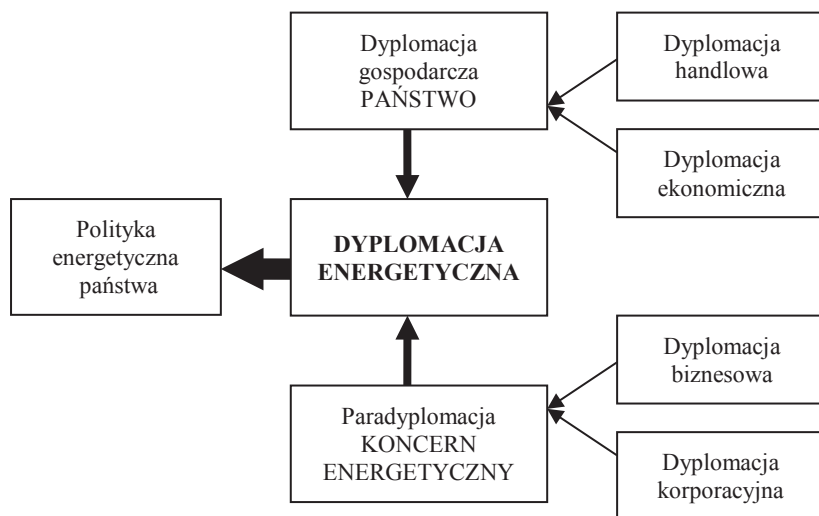 Dyplomacja
gospodarcza
PAŃSTWO
Dyplomacja
handlowa
Dyplomacja
ekonomiczna
Polityka
energetyczna
państwa
DYPLOMACJA
ENERGETYCZNA
Dyplomacja
biznesowa
Paradyplomacja
KONCERN
ENERGETYCZNY
Dyplomacja
korporacyjna